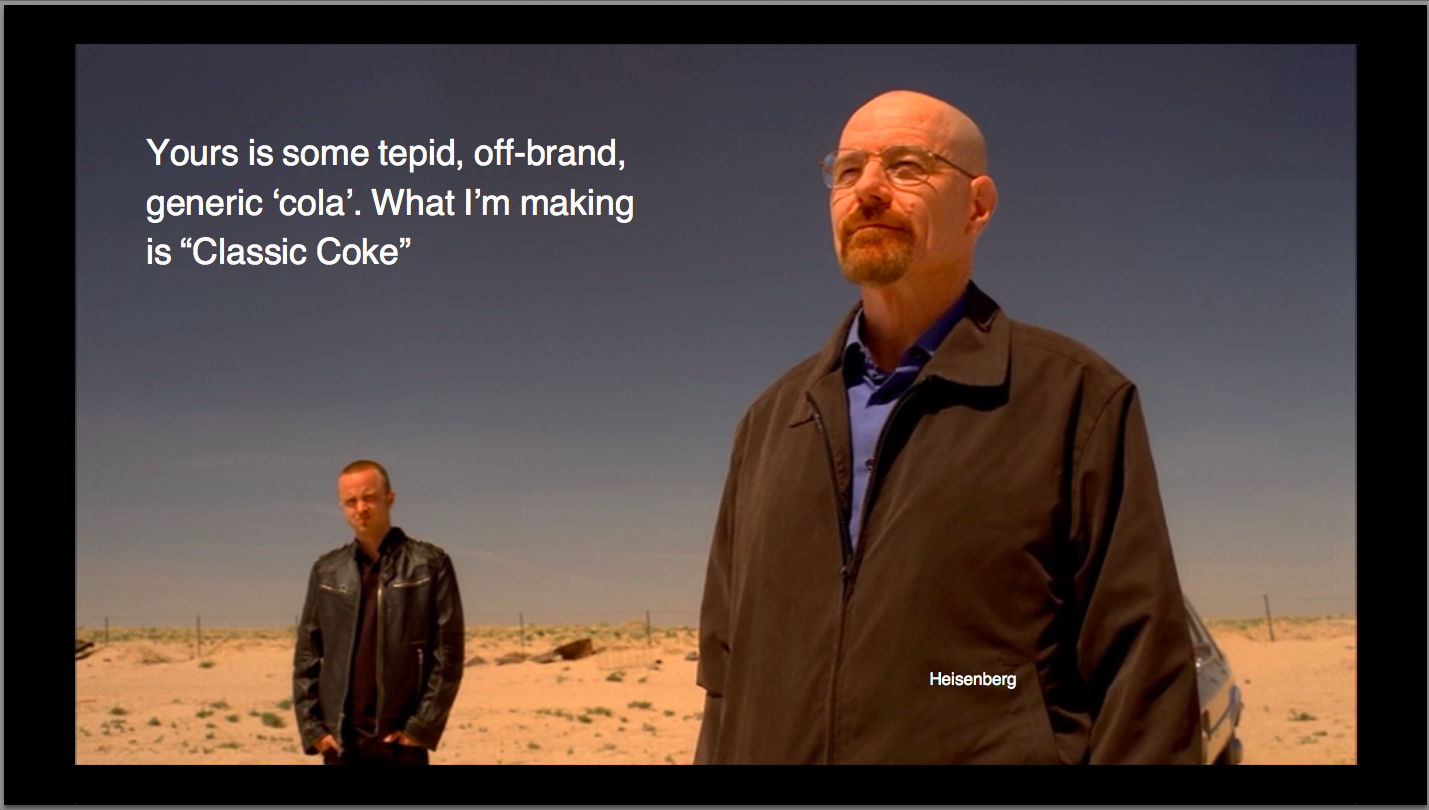 Yours is some tepid, off-brand,
generic ‘cola’. What I’m making
is “Classic Coke”
Heisenberg